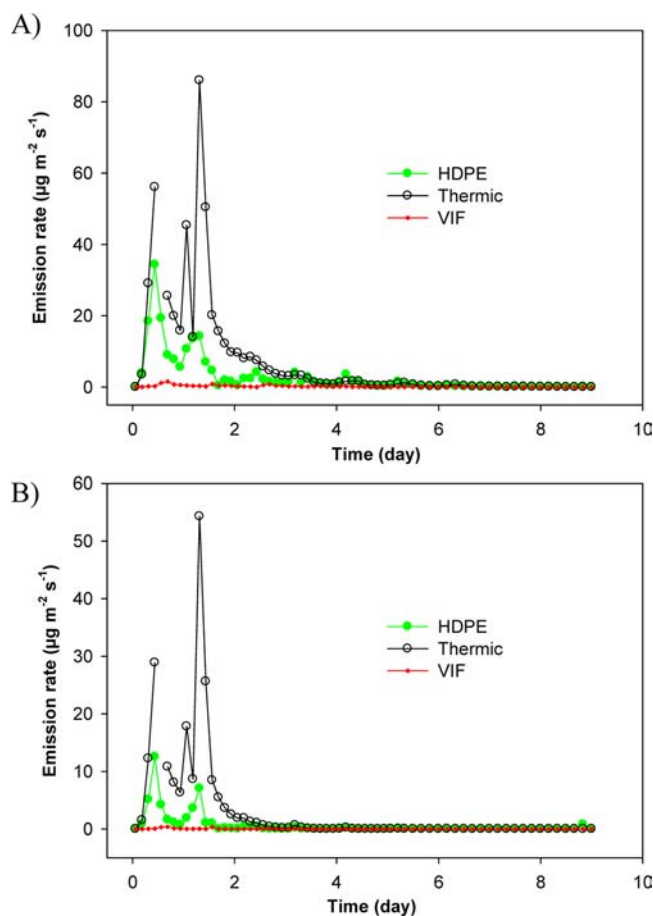 A)
100
80
60
40
20
0
Emission rate (µg m⁻² s⁻¹)
HDPE
Thermic
VIF
0 2 4 6 8 10
Time (day)
B)
60
50
40
30
20
10
0
Emission rate (µg m⁻² s⁻¹)
HDPE
Thermic
VIF
0 2 4 6 8 10
Time (day)